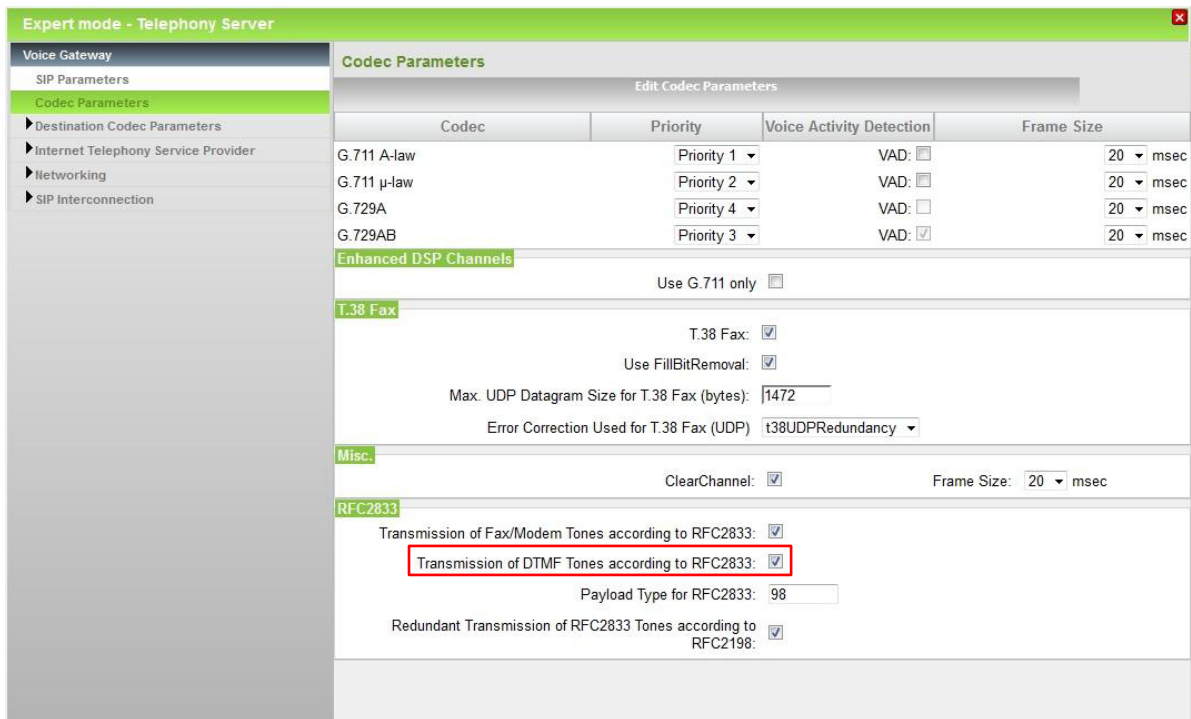 Expert mode - Telephony Server
Voice Gateway
SIP Parameters
Codec Parameters
Destination Codec Parameters
Internet Telephony Service Provider
Networking
SIP Interconnection
Codec Parameters
Edit Codec Parameters
Codec Priority Voice Activity Detection Frame Size
G.711 A-law Priority 1 VAD: 20 msec
G.711 µ-law Priority 2 VAD: 20 msec
G.729A Priority 4 VAD: 20 msec
G.729AB Priority 3 VAD: 20 msec
Enhanced DSP Channels
Use G.711 only
T.38 Fax
T.38 Fax:
Use FillBitRemoval:
Max. UDP Datagram Size for T.38 Fax (bytes): 1472
Error Correction Used for T.38 Fax (UDP) t38UDPRedundancy
Misc.
ClearChannel: Frame Size: 20 msec
RFC2833
Transmission of Fax/Modem Tones according to RFC2833:
Transmission of DTMF Tones according to RFC2833:
Payload Type for RFC2833: 98
Redundant Transmission of RFC2833 Tones according to
RFC2198: